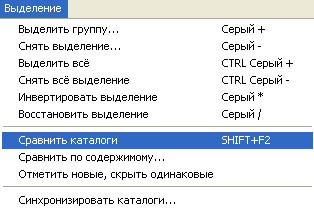 Выделение
Выделить группу... Серый +
Снять выделение... Серый -
Выделить всё CTRL Серый +
Снять всё выделение CTRL Серый -
Инвертировать выделение Серый *
Восстановить выделение Серый /
Сравнить каталоги SHIFT+F2
Сравнить по содержимому...
Отметить новые, скрыть одинаковые
Синхронизировать каталоги...